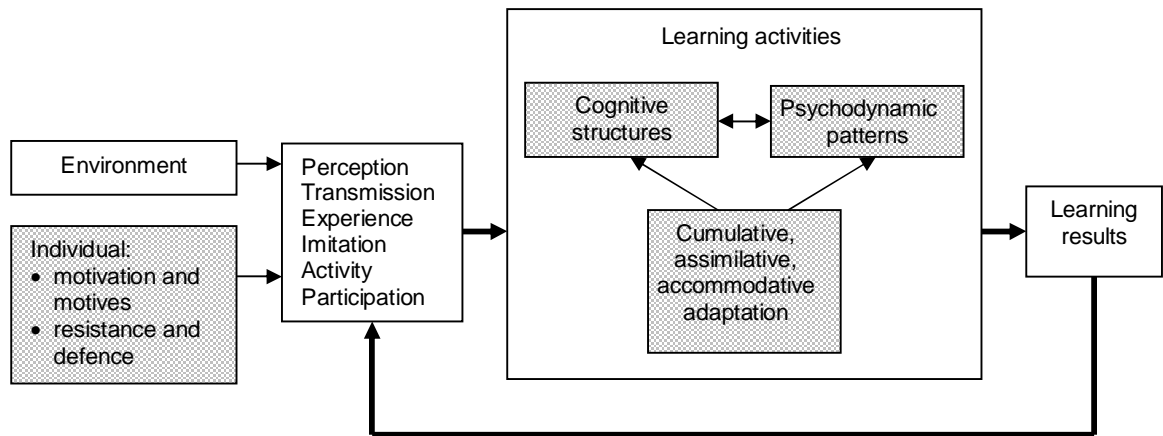 Environment
Individual:
• motivation and
motives
• resistance and
defence
Perception
Transmission
Experience
Imitation
Activity
Participation
Learning activities
Cognitive
structures
Psychodynamic
patterns
Cumulative,
assimilative,
accommodative
adaptation
Learning
results